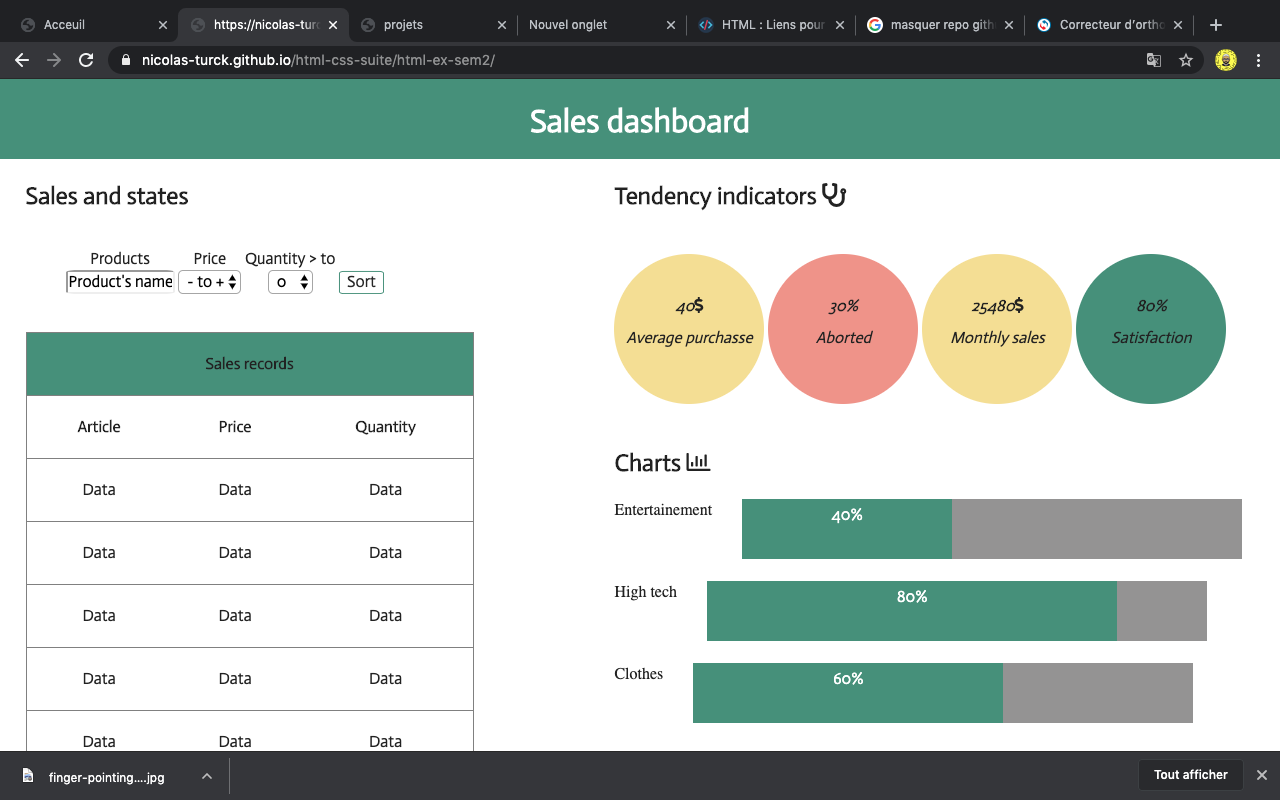 Acceuil
https://nicolas-turc
projets
Nouvel onglet
HTML : Liens pour
masquer repo gith
Correcteur d'ortho
nicolas-turck.github.io/html-css-suite/html-ex-sem2/
Sales dashboard
Sales and states
Products Price Quantity > to
Product's name - to + 0 Sort
Sales records
Article Price Quantity
Data Data Data
Data Data Data
Data Data Data
Data Data Data
Data Data Data
Tendency indicators
40$
Average purchasse
30%
Aborted
25480$
Monthly sales
80%
Satisfaction
Charts
Entertainement 40%
High tech 80%
Clothes 60%
finger-pointing....jpg
Tout afficher